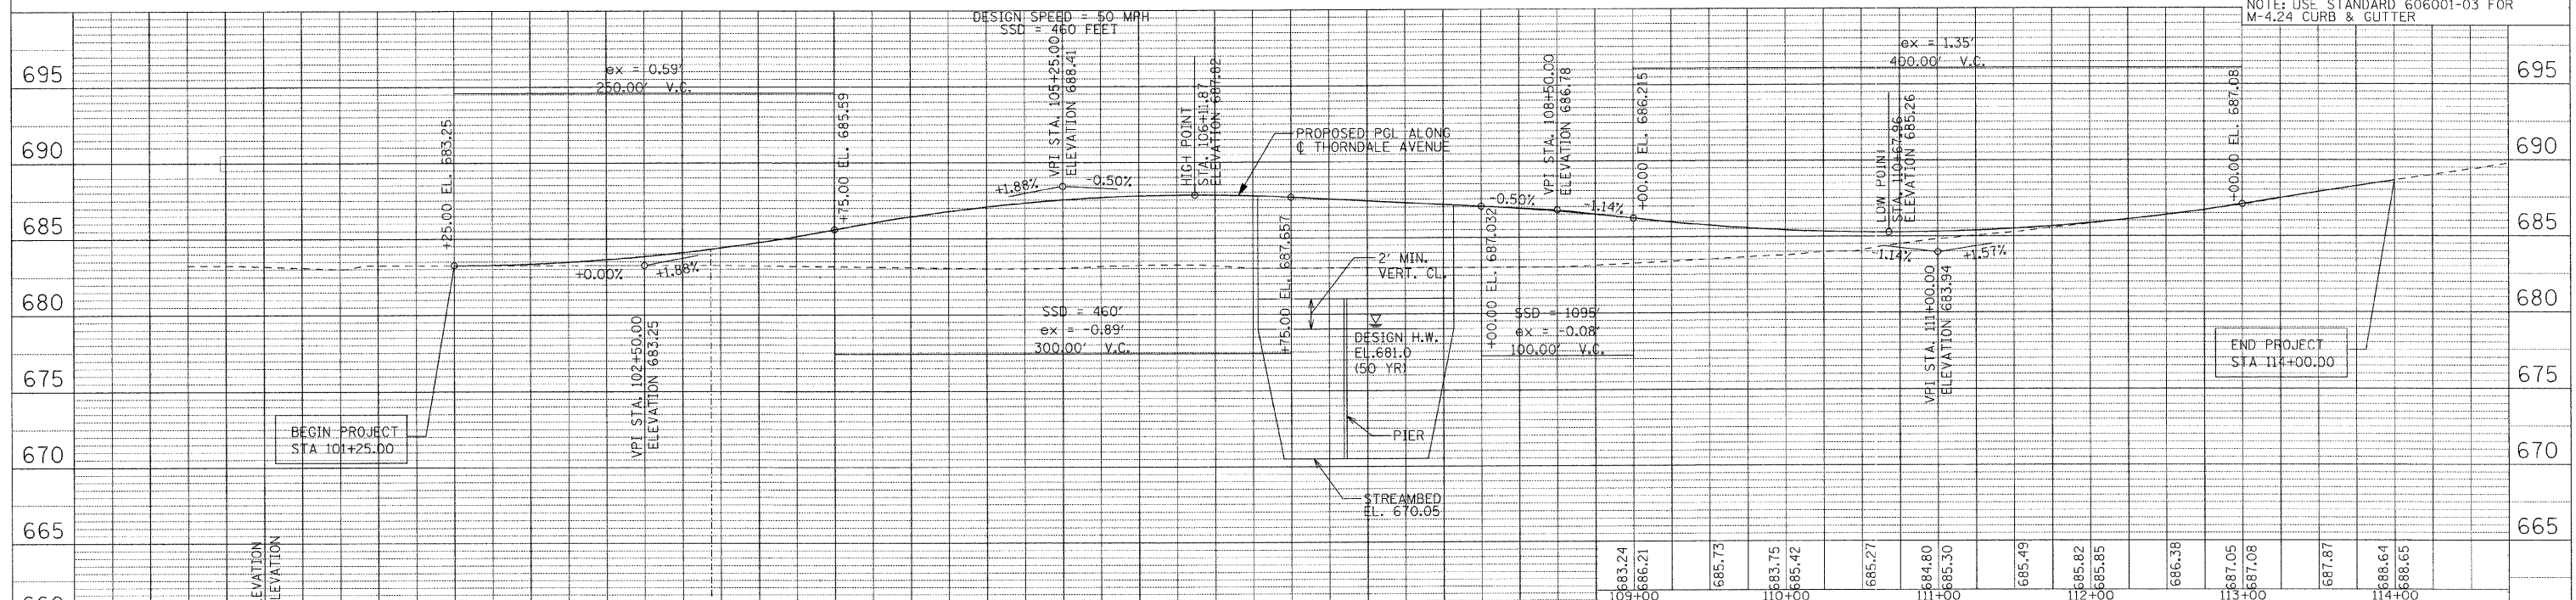 DESIGN SPEED = 50 MPH
SSD = 460 FEET
NOTE: USE STANDARD 606001-03 FOR
M-4.24 CURB & GUTTER
695
690
685
680
675
670
665
ex = 0.59'
250.00' V.C.
+25.00 EL. 683.25
+75.00 EL. 685.59
+0.00%
+1.88%
VPI STA. 102+50.00
ELEVATION 683.25
BEGIN PROJECT
STA 101+25.00
VPI STA. 105+25.00
ELEVATION 688.41
+1.88%
-0.50%
HIGH POINT
STA. 106+11.87
ELEVATION 687.82
PROPOSED PGL ALONG
℄ THORNDALE AVENUE
SSD = 460'
ex = -0.89'
300.00' V.C.
+75.00 EL. 687.657
2' MIN.
VERT. CL.
DESIGN H.W.
EL.681.0
(50 YR)
PIER
STREAMBED
EL. 670.05
+00.00 EL. 687.032
-0.50%
VPI STA. 108+50.00
ELEVATION 686.78
-1.14%
SSD = 1095'
ex = -0.08'
100.00' V.C.
+00.00 EL. 686.215
ex = 1.35'
400.00' V.C.
LOW POINT
STA. 110+67.96
ELEVATION 685.26
-1.14%
+1.57%
VPI STA. 111+00.00
ELEVATION 683.94
+00.00 EL. 687.08
END PROJECT
STA 114+00.00
695
690
685
680
675
670
665
EVATION
ELEVATION
683.24
686.21
685.73
683.75
685.42
685.27
684.80
685.30
685.49
685.82
685.85
686.38
687.05
687.08
687.87
688.64
688.65
109+00
110+00
111+00
112+00
113+00
114+00